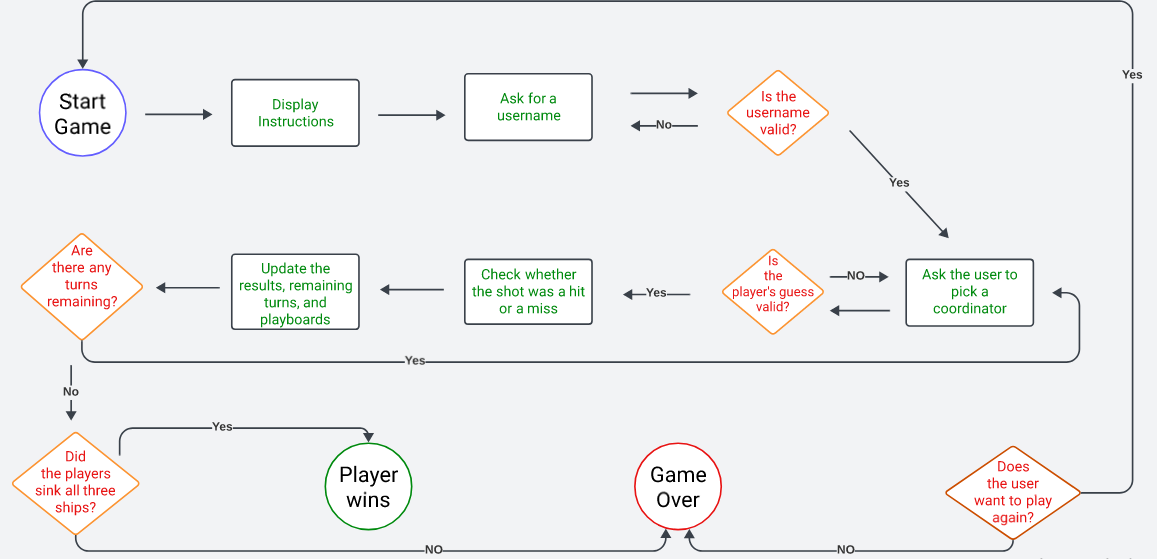 Yes
Start
Game
Display
Instructions
Ask for a
username
No
Is the
username
valid?
Yes
Are
there any
turns
remaining?
Update the
results, remaining
turns, and
playboards
Check whether
the shot was a hit
or a miss
Yes
Is
the
player's guess
valid?
NO
Ask the user to
pick a
coordinator
Yes
No
Did
the players
sink all three
ships?
Yes
Player
wins
Game
Over
Does
the user
want to play
again?
NO
NO